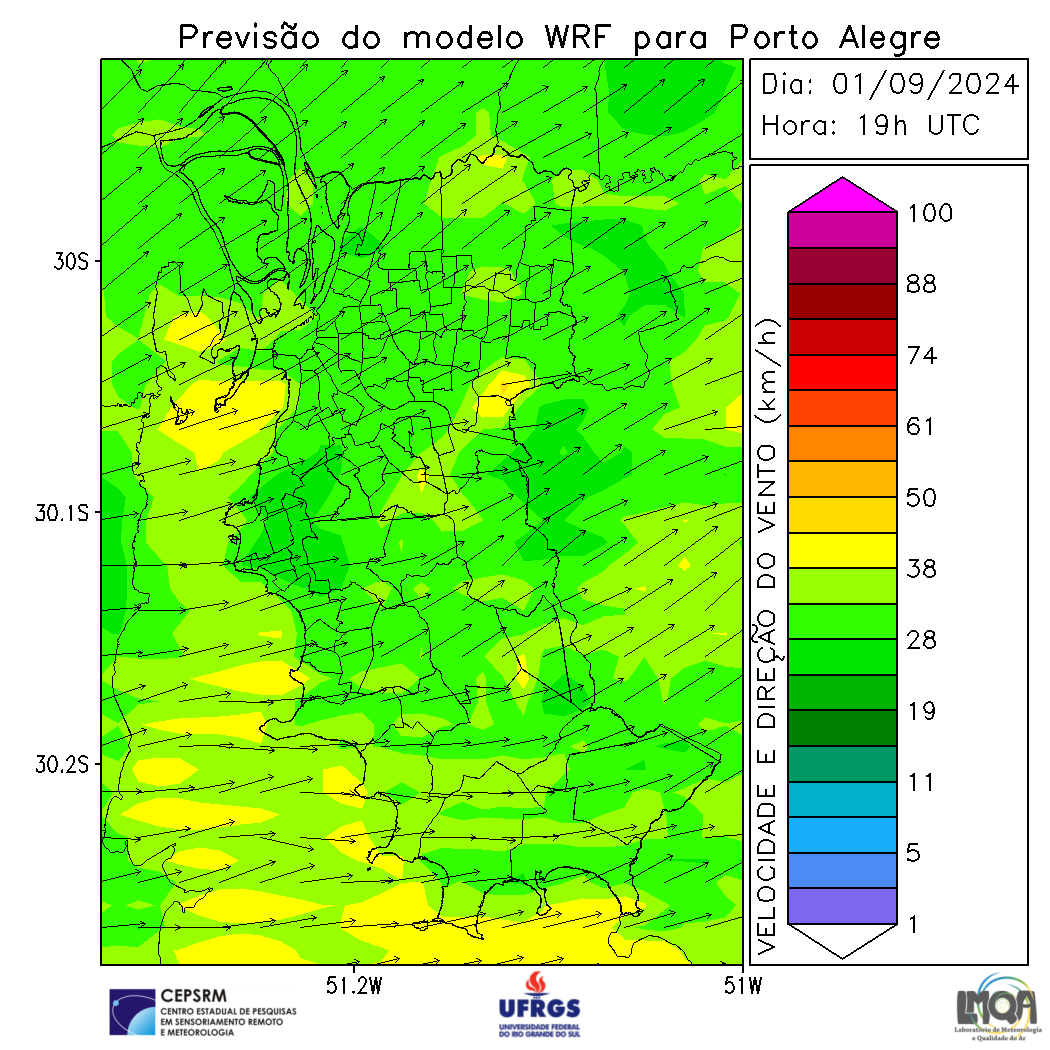 Previsão do modelo WRF para Porto Alegre
Dia: 01/09/2024
Hora: 19h UTC
30S
30.1S
30.2S
51.2W
51W
VELOCIDADE E DIREÇÃO DO VENTO (km/h)
100
88
74
61
50
38
28
19
11
5
1
CEPSRM
CENTRO ESTADUAL DE PESQUISAS
EM SENSORIAMENTO REMOTO
E METEOROLOGIA
UFRGS
UNIVERSIDADE FEDERAL
DO RIO GRANDE DO SUL
LMQA
Laboratório de Meteorologia
e Qualidade do Ar